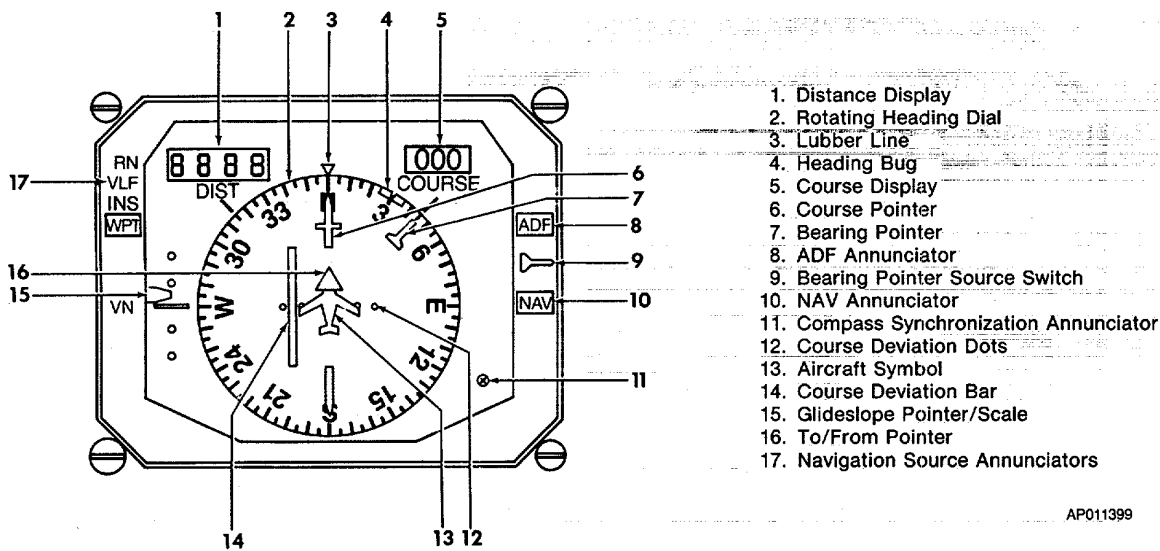 1 2 3 4 5
RN
17 VLF
INS
WPT
8 8 8 8
DIST
000
COURSE
6
7
ADF 8
9
NAV 10
16
15
VN
N
3
6
E
12
15
S
21
24
W
30
33
11
14 13 12
1. Distance Display
2. Rotating Heading Dial
3. Lubber Line
4. Heading Bug
5. Course Display
6. Course Pointer
7. Bearing Pointer
8. ADF Annunciator
9. Bearing Pointer Source Switch
10. NAV Annunciator
11. Compass Synchronization Annunciator
12. Course Deviation Dots
13. Aircraft Symbol
14. Course Deviation Bar
15. Glideslope Pointer/Scale
16. To/From Pointer
17. Navigation Source Annunciators
AP011399